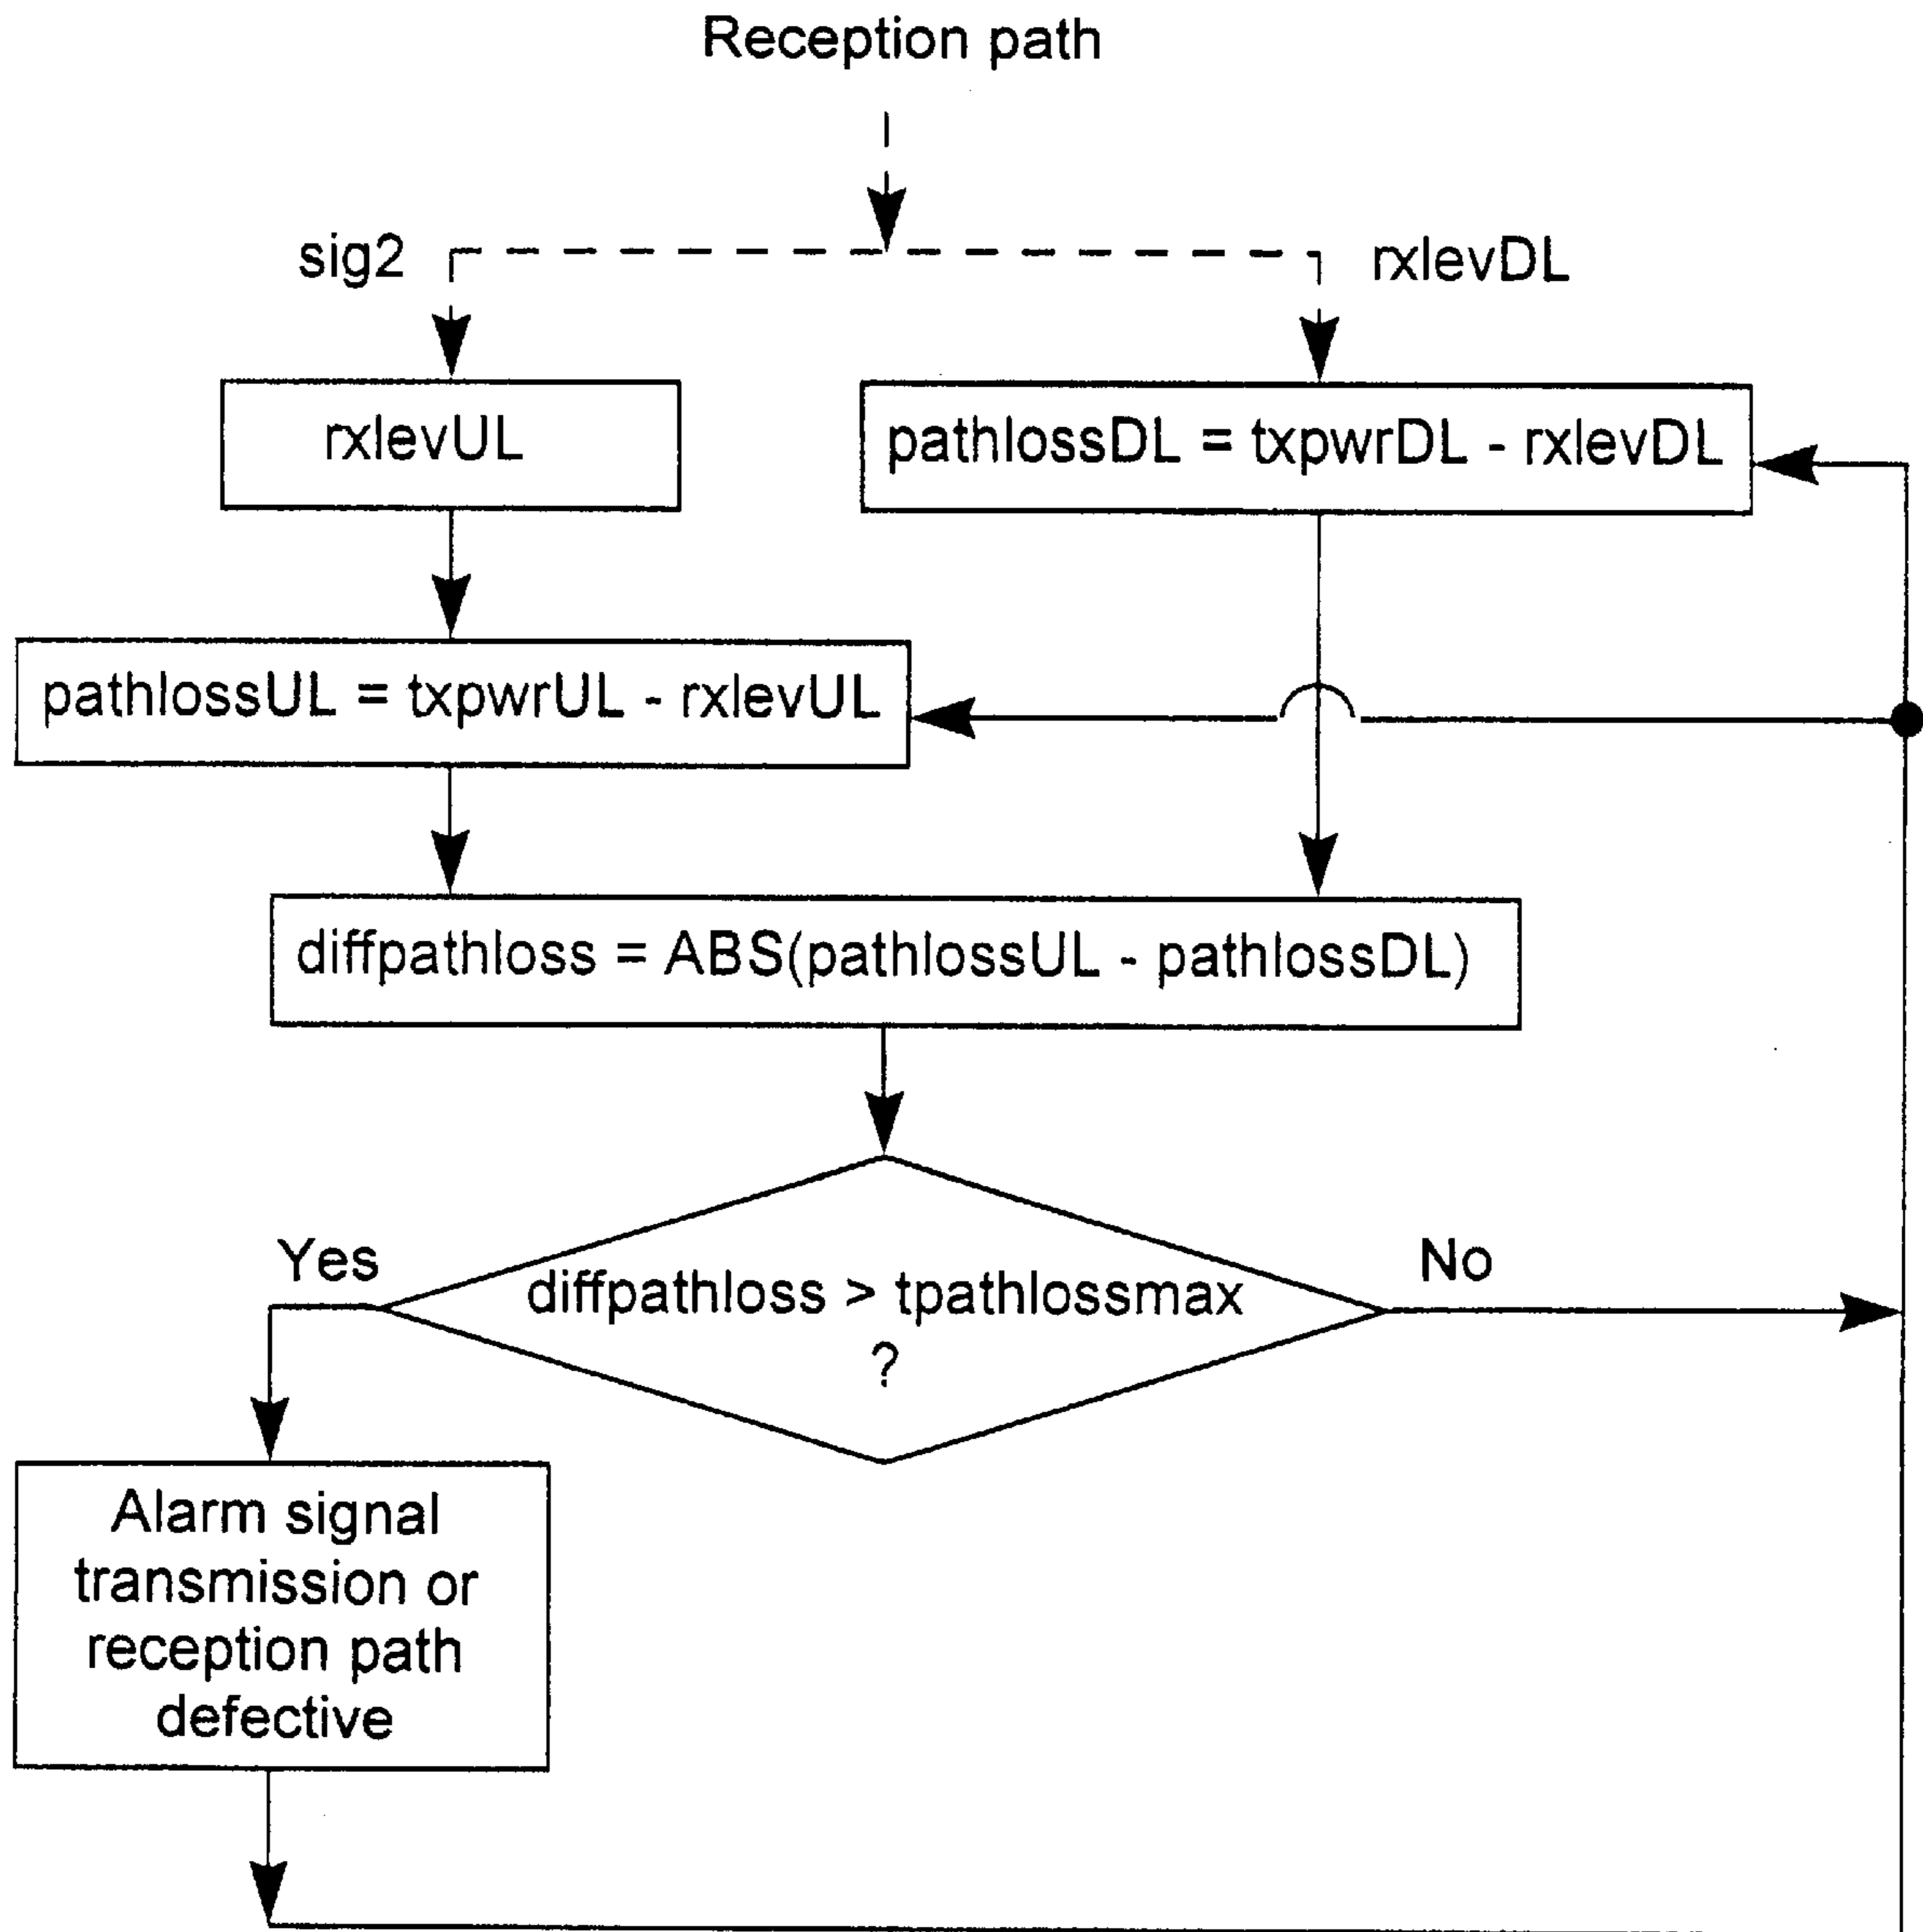 Reception path
sig2
rxlevDL
rxlevUL
pathlossDL = txpwrDL - rxlevDL
pathlossUL = txpwrUL - rxlevUL
diffpathloss = ABS(pathlossUL - pathlossDL)
Yes
No
diffpathloss > tpathlossmax
?
Alarm signal
transmission or
reception path
defective